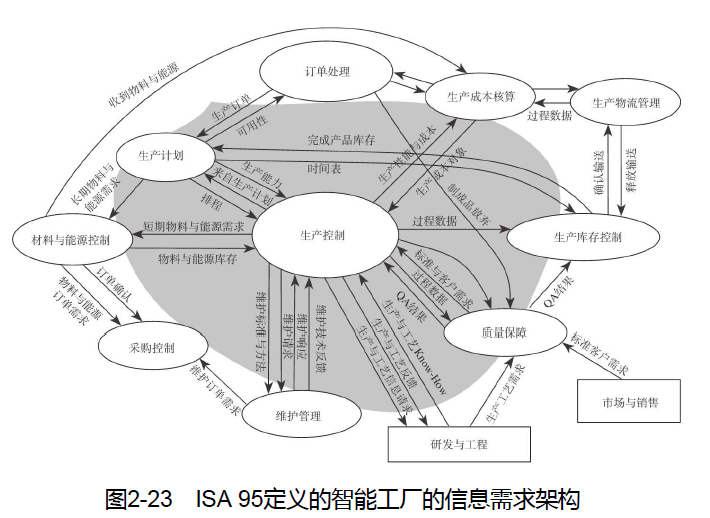 收到物料与能源
订单处理
生产成本核算
生产物流管理
过程数据
生产订单
可用性
生产计划
完成产品库存
时间表
生产性能与成本
生产成本对象
制成品放弃
确认输送
释放输送
长期物料与
能源需求
生产能力
来自生产计划
排程
材料与能源控制
短期物料与能源需求
物料与能源库存
生产控制
过程数据
生产库存控制
标准与客户需求
过程数据
QA结果
QA结果
质量保障
订单确认
物料与能源
订单需求
采购控制
维护订单需求
维护标准与方法
维护请求
维护响应
维护技术反馈
维护管理
生产与工艺Know-How
生产与工艺反馈
生产与工艺信息请求
生产工艺需求
研发与工程
标准客户需求
市场与销售
图2-23 ISA 95定义的智能工厂的信息需求架构